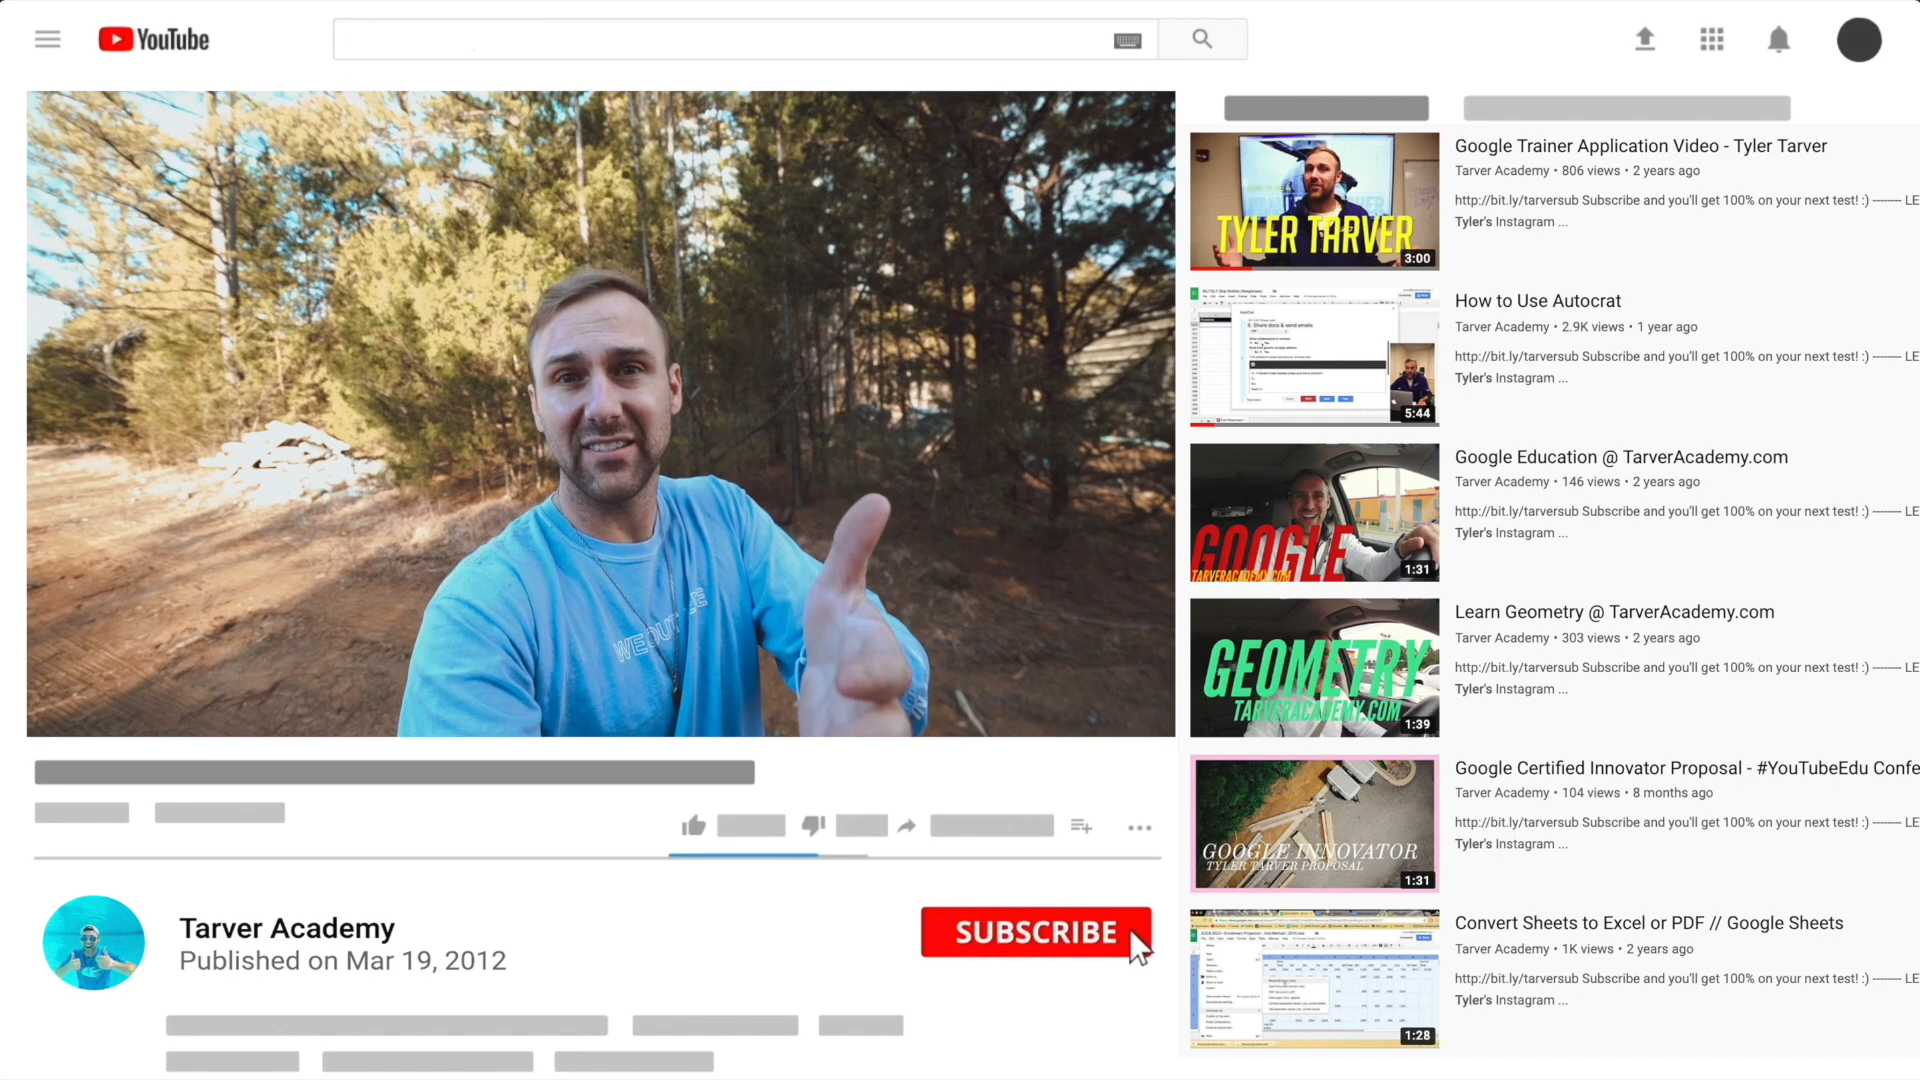 YouTube
WE OUTSIDE
Tarver Academy
Published on Mar 19, 2012
SUBSCRIBE
TYLER TARVER
3:00
Google Trainer Application Video - Tyler Tarver
Tarver Academy • 806 views • 2 years ago
http://bit.ly/tarversub Subscribe and you'll get 100% on your next test! :) -------- LE
Tyler's Instagram ...
8. Share docs & send emails
5:44
How to Use Autocrat
Tarver Academy • 2.9K views • 1 year ago
http://bit.ly/tarversub Subscribe and you'll get 100% on your next test! :) -------- LE
Tyler's Instagram ...
GOOGLE
TARVERACADEMY.COM
1:31
Google Education @ TarverAcademy.com
Tarver Academy • 146 views • 2 years ago
http://bit.ly/tarversub Subscribe and you'll get 100% on your next test! :) -------- LE
Tyler's Instagram ...
GEOMETRY
TARVERACADEMY.COM
1:39
Learn Geometry @ TarverAcademy.com
Tarver Academy • 303 views • 2 years ago
http://bit.ly/tarversub Subscribe and you'll get 100% on your next test! :) -------- LE
Tyler's Instagram ...
GOOGLE INNOVATOR
TYLER TARVER PROPOSAL
1:31
Google Certified Innovator Proposal - #YouTubeEdu Confe
Tarver Academy • 104 views • 8 months ago
http://bit.ly/tarversub Subscribe and you'll get 100% on your next test! :) -------- LE
Tyler's Instagram ...
1:28
Convert Sheets to Excel or PDF // Google Sheets
Tarver Academy • 1K views • 2 years ago
http://bit.ly/tarversub Subscribe and you'll get 100% on your next test! :) -------- LE
Tyler's Instagram ...